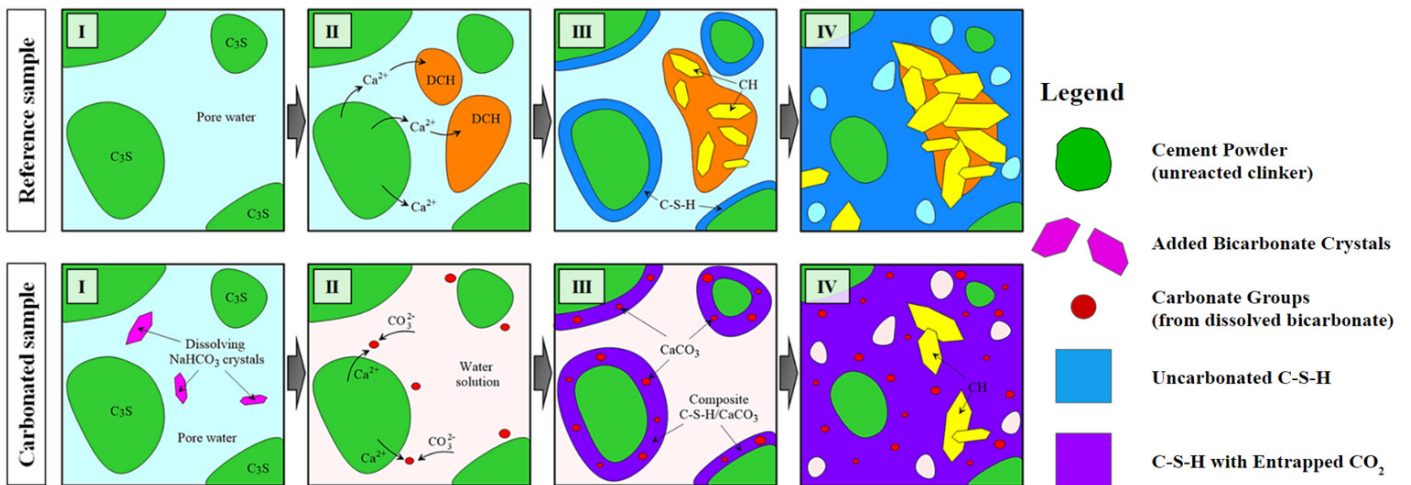 Reference sample
I
C₃S
Pore water
C₃S
C₃S
II
DCH
Ca²⁺
Ca²⁺
DCH
Ca²⁺
III
CH
C-S-H
IV
Carbonated sample
I
C₃S
Dissolving
NaHCO₃ crystals
C₃S
Pore water
C₃S
II
CO₃²⁻
Ca²⁺
Water
solution
Ca²⁺
CO₃²⁻
III
CaCO₃
Composite
C-S-H/CaCO₃
IV
CH
Legend
Cement Powder
(unreacted clinker)
Added Bicarbonate Crystals
Carbonate Groups
(from dissolved bicarbonate)
Uncarbonated C-S-H
C-S-H with Entrapped CO₂